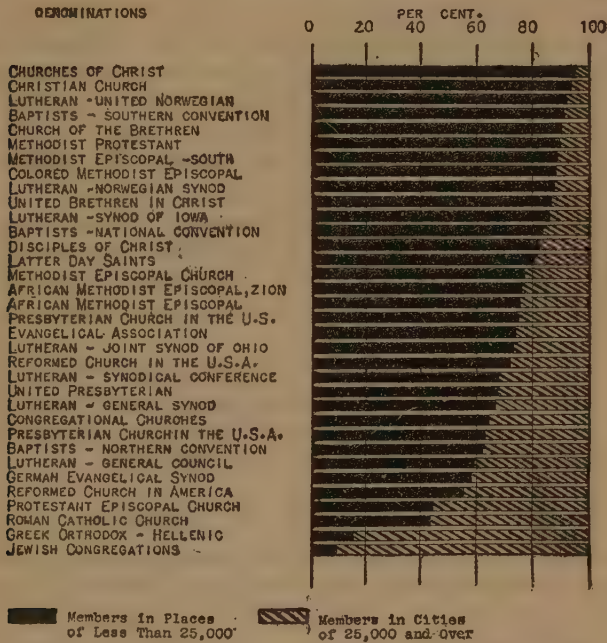 DENOMINATIONS
PER CENT.
0 20 40 60 80 100
CHURCHES OF CHRIST
CHRISTIAN CHURCH
LUTHERAN - UNITED NORWEGIAN
BAPTISTS - SOUTHERN CONVENTION
CHURCH OF THE BRETHREN
METHODIST PROTESTANT
METHODIST EPISCOPAL - SOUTH
COLORED METHODIST EPISCOPAL
LUTHERAN - NORWEGIAN SYNOD
UNITED BRETHREN IN CHRIST
LUTHERAN - SYNOD OF IOWA
BAPTISTS - NATIONAL CONVENTION
DISCIPLES OF CHRIST
LATTER DAY SAINTS
METHODIST EPISCOPAL CHURCH
AFRICAN METHODIST EPISCOPAL, ZION
AFRICAN METHODIST EPISCOPAL
PRESBYTERIAN CHURCH IN THE U.S.
EVANGELICAL ASSOCIATION
LUTHERAN - JOINT SYNOD OF OHIO
REFORMED CHURCH IN THE U.S.A.
LUTHERAN - SYNODICAL CONFERENCE
UNITED PRESBYTERIAN
LUTHERAN - GENERAL SYNOD
CONGREGATIONAL CHURCHES
PRESBYTERIAN CHURCHIN THE U.S.A.
BAPTISTS - NORTHERN CONVENTION
LUTHERAN - GENERAL COUNCIL
GERMAN EVANGELICAL SYNOD
REFORMED CHURCH IN AMERICA
PROTESTANT EPISCOPAL CHURCH
ROMAN CATHOLIC CHURCH
GREEK ORTHODOX - HELLENIC
JEWISH CONGREGATIONS
Members in Places
of Less Than 25,000
Members in Cities
of 25,000 and Over